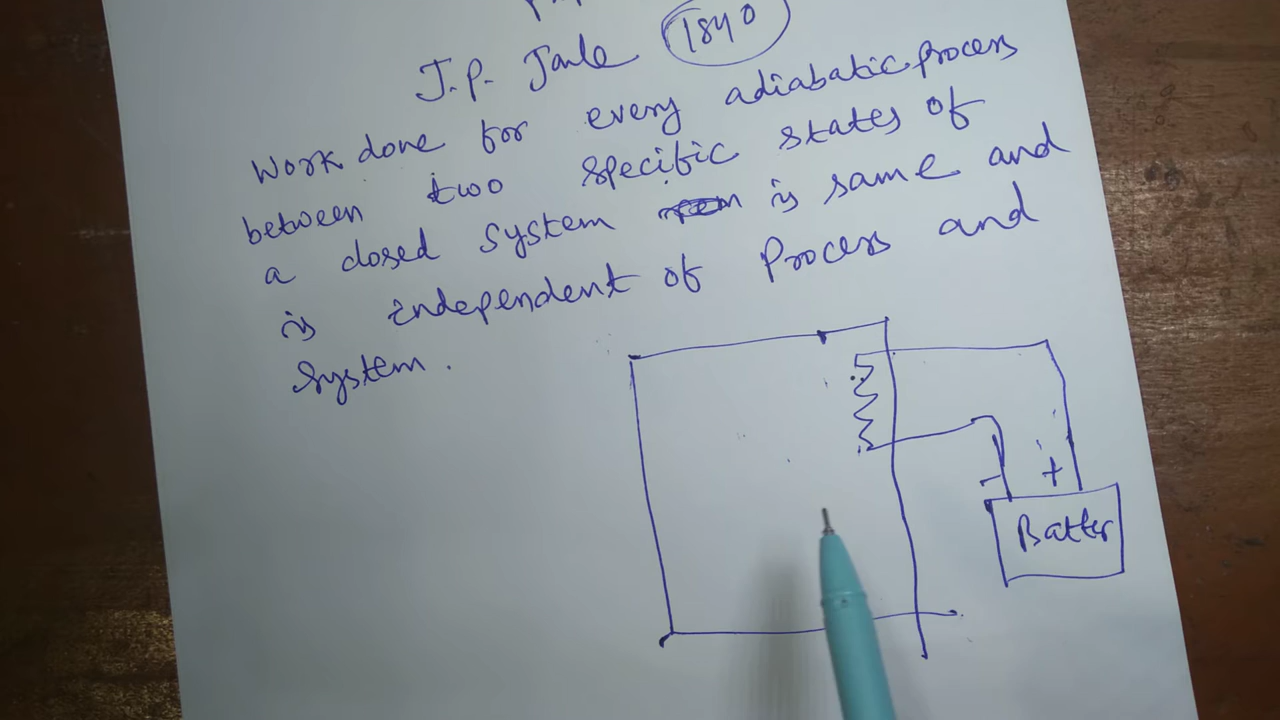 J.P. Joule 1840
Work done for every adiabatic process
between two specific states of
a closed system is same and
is independent of Process and
System.
+
-
Batter